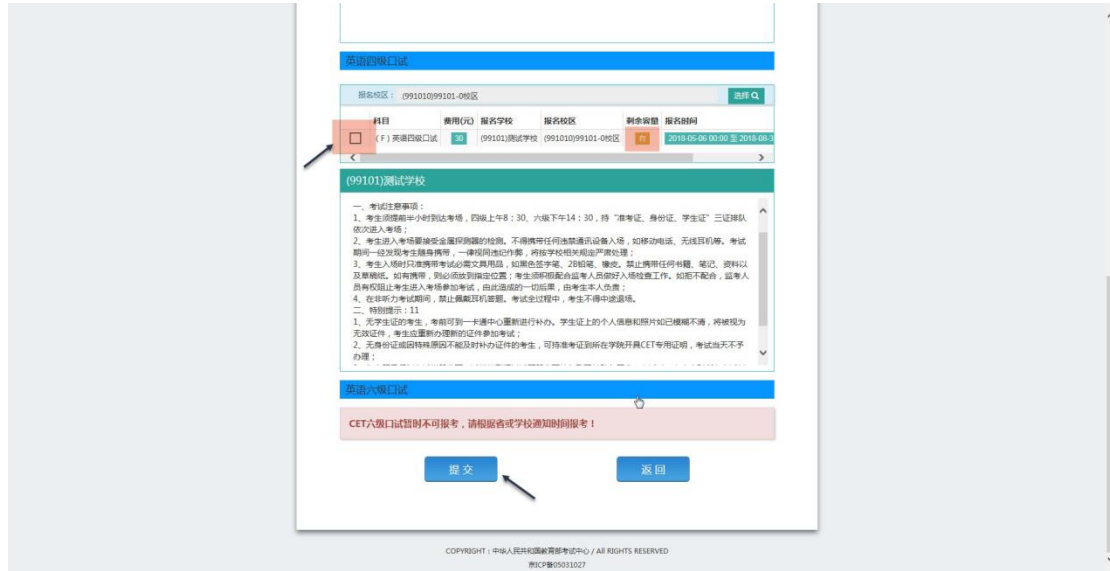 英语四级口试
报名校区： (991010)99101-0校区 选择
科目 费用(元) 报名学校 报名校区 剩余容量 报名时间
( F ) 英语四级口试 30 (99101)测试学校 (991010)99101-0校区 2018-05-06 00:00 至 2018-08-3
(99101)测试学校
一、考试注意事项：
1、考生须提前半小时到达考场，四级上午8：30、六级下午14：30，持“准考证、身份证、学生证”三证排队
依次进入考场；
2、考生进入考场要接受金属探测器的检测。不得携带任何违禁通讯设备入场，如移动电话、无线耳机等。考试
期间一经发现考生随身携带，一律视同违纪作弊，将按学校相关规定严肃处理；
3、考生入场时只准携带考试必需文具用品，如黑色签字笔、2B铅笔、橡皮。禁止携带任何书籍、笔记、资料以
及草稿纸。如有携带，则必须放到指定位置；考生须积极配合监考人员做好入场检查工作。如拒不配合，监考人
员有权阻止考生进入考场参加考试，由此造成的一切后果，由考生本人负责；
4、在非听力考试期间，禁止佩戴耳机答题。考试全过程中，考生不得中途退场。
二、特别提示：11
1、无学生证的考生，考前可到一卡通中心重新进行补办。学生证上的个人信息和照片如已模糊不清，将被视为
无效证件，考生应重新办理新的证件参加考试；
2、无身份证或因特殊原因不能及时补办证件的考生，可持准考证到所在学院开具CET专用证明，考试当天不予
办理；
英语六级口试
CET六级口试暂时不可报考，请根据省或学校通知时间报考！
提 交 返 回
COPYRIGHT：中华人民共和国教育部考试中心 / All RIGHTS RESERVED
京ICP备05031027